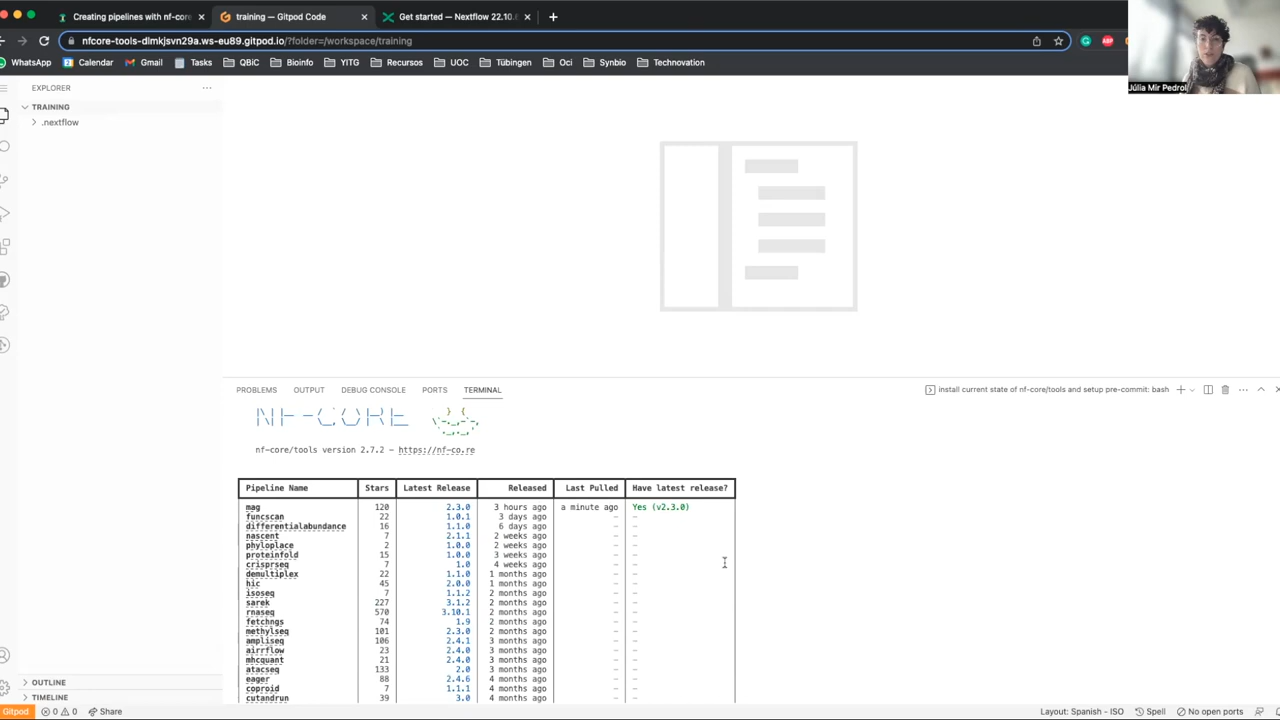 Creating pipelines with nf-core
training — Gitpod Code
Get started — Nextflow 22.10.
nfcore-tools-dlmkjsvn29a.ws-eu89.gitpod.io/?folder=/workspace/training
WhatsApp
Calendar
Gmail
Tasks
QBiC
Bioinfo
YITG
Recursos
UOC
Tübingen
Oci
Synbio
Technovation
Júlia Mir Pedrol
EXPLORER
TRAINING
.nextflow
PROBLEMS OUTPUT DEBUG CONSOLE PORTS TERMINAL
install current state of nf-core/tools and setup pre-commit: bash
nf-core/tools version 2.7.2 – https://nf-co.re
Pipeline Name Stars Latest Release Released Last Pulled Have latest release?
mag 120 2.3.0 3 hours ago a minute ago Yes (v2.3.0)
funcscan 22 1.0.1 3 days ago – –
differentialabundance 16 1.1.0 6 days ago – –
nascent 7 2.1.1 2 weeks ago – –
phyloplace 2 1.0.0 2 weeks ago – –
proteinfold 15 1.0.0 3 weeks ago – –
crisprseq 7 1.0 4 weeks ago – –
demultiplex 22 1.1.0 1 months ago – –
hic 45 2.0.0 1 months ago – –
isoseq 7 1.1.2 2 months ago – –
sarek 227 3.1.2 2 months ago – –
rnaseq 570 3.10.1 2 months ago – –
fetchngs 74 1.9 2 months ago – –
methylseq 101 2.3.0 2 months ago – –
ampliseq 106 2.4.1 3 months ago – –
airrflow 23 2.4.0 3 months ago – –
mhcquant 21 2.4.0 3 months ago – –
atacseq 133 2.0 3 months ago – –
eager 88 2.4.6 4 months ago – –
coproid 7 1.1.1 4 months ago – –
cutandrun 39 3.0 4 months ago – –
OUTLINE
TIMELINE
Gitpod
0 0
Share
Layout: Spanish - ISO
Spell
No open ports